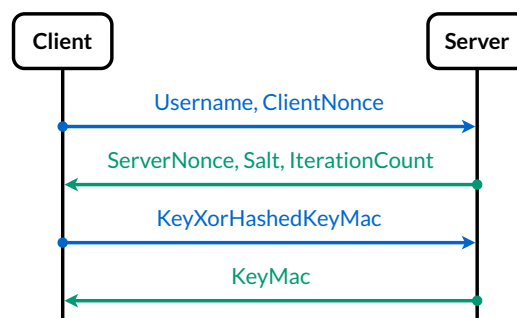 Client
Server
Username, ClientNonce
ServerNonce, Salt, IterationCount
KeyXorHashedKeyMac
KeyMac